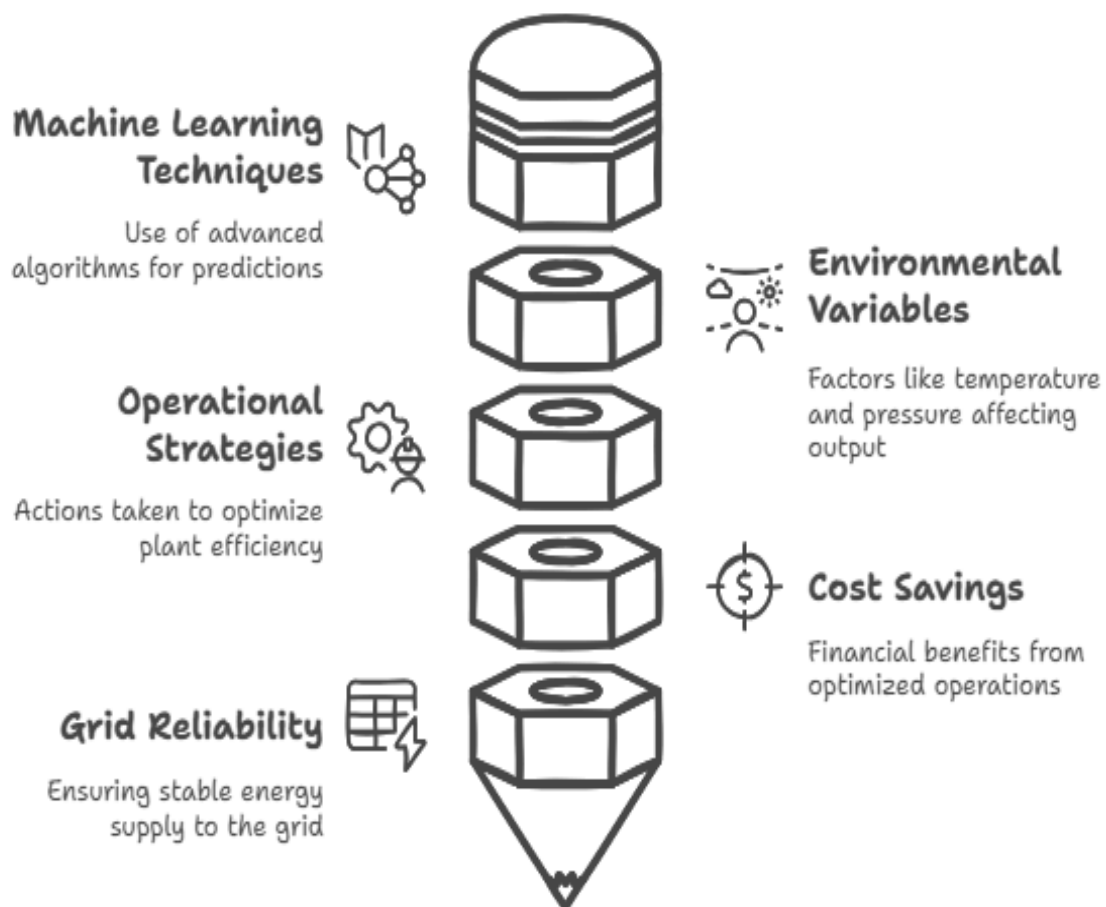 Machine Learning
Techniques
Use of advanced
algorithms for predictions
Environmental
Variables
Factors like temperature
and pressure affecting
output
Operational
Strategies
Actions taken to optimize
plant efficiency
$
Cost Savings
Financial benefits from
optimized operations
Grid Reliability
Ensuring stable energy
supply to the grid